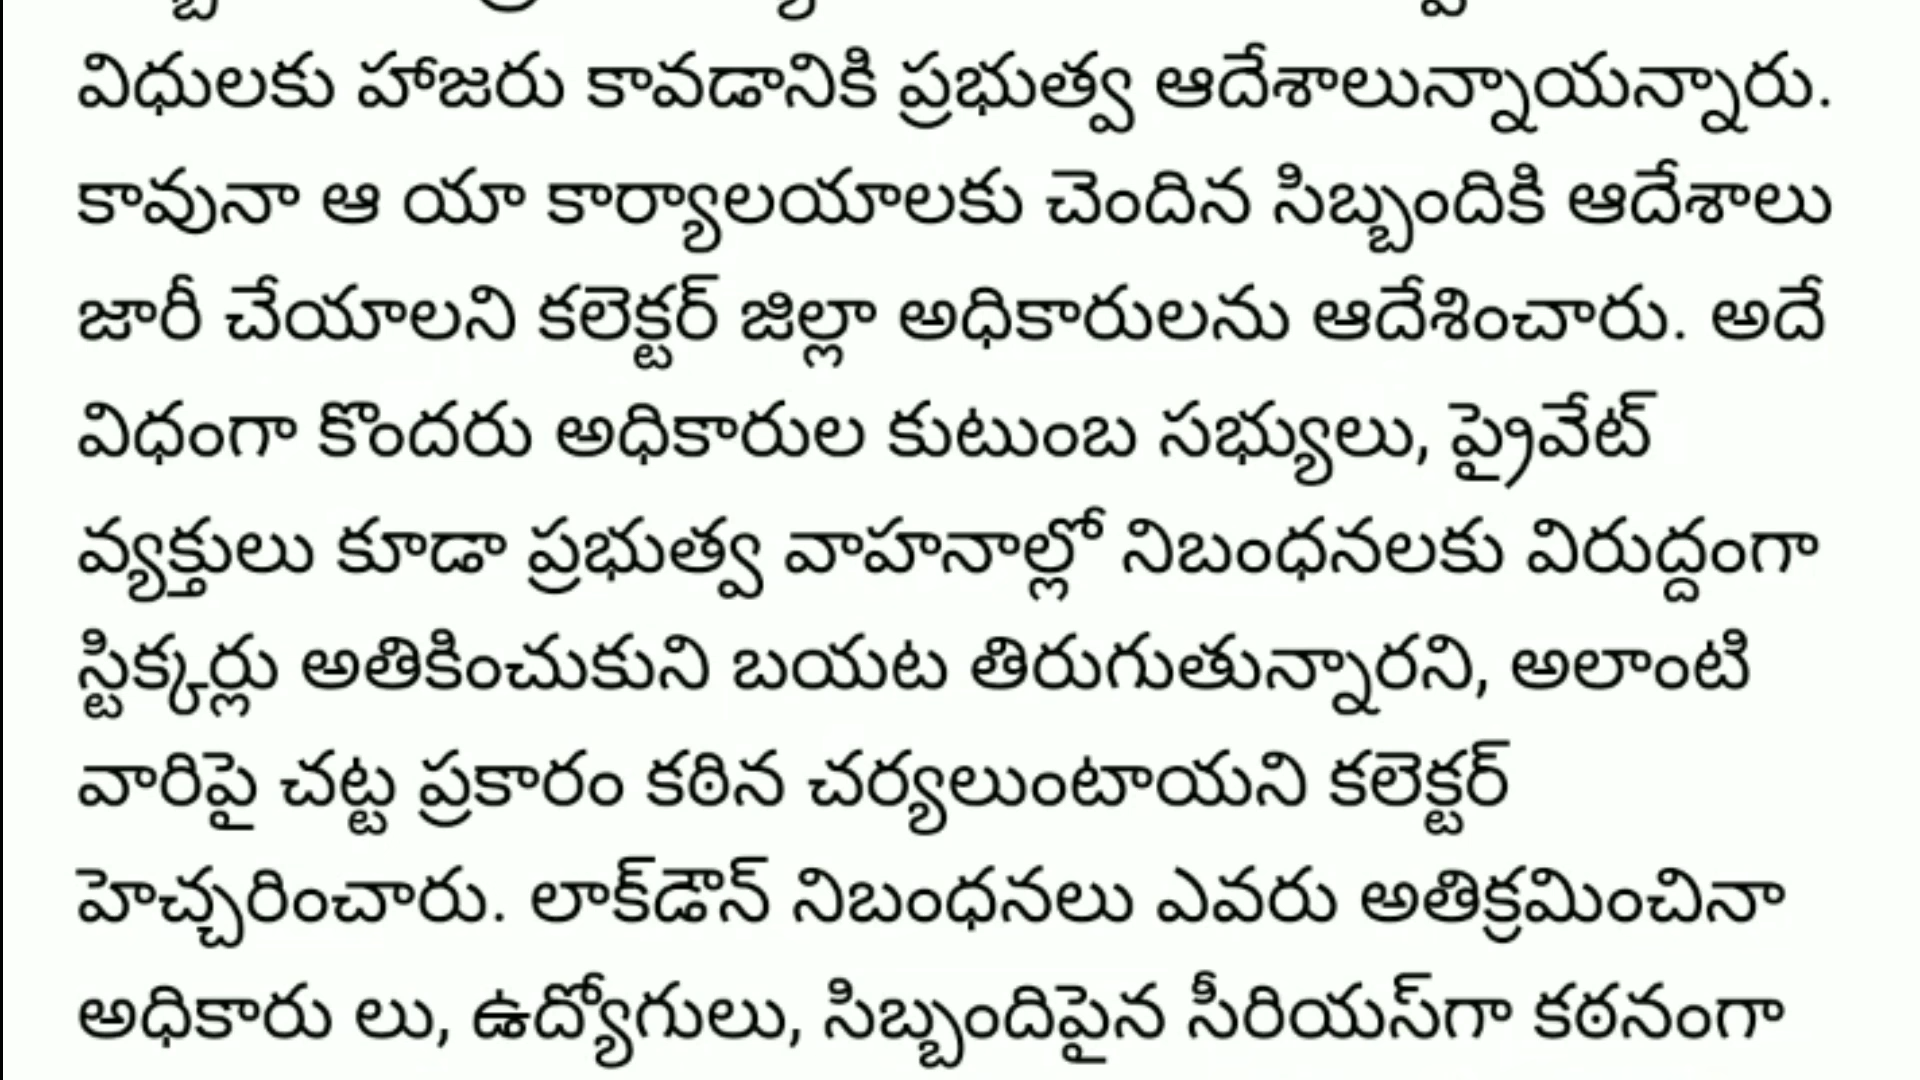 విధులకు హాజరు కావడానికి ప్రభుత్వ ఆదేశాలున్నాయన్నారు.
కావునా ఆ యా కార్యాలయాలకు చెందిన సిబ్బందికి ఆదేశాలు
జారీ చేయాలని కలెక్టర్ జిల్లా అధికారులను ఆదేశించారు. అదే
విధంగా కొందరు అధికారుల కుటుంబ సభ్యులు, ప్రైవేట్
వ్యక్తులు కూడా ప్రభుత్వ వాహనాల్లో నిబంధనలకు విరుద్దంగా
స్టిక్కర్లు అతికించుకుని బయట తిరుగుతున్నారని, అలాంటి
వారిపై చట్ట ప్రకారం కఠిన చర్యలుంటాయని కలెక్టర్
హెచ్చరించారు. లాక్‌డౌన్ నిబంధనలు ఎవరు అతిక్రమించినా
అధికారు లు, ఉద్యోగులు, సిబ్బందిపైన సీరియస్‌గా కఠనంగా